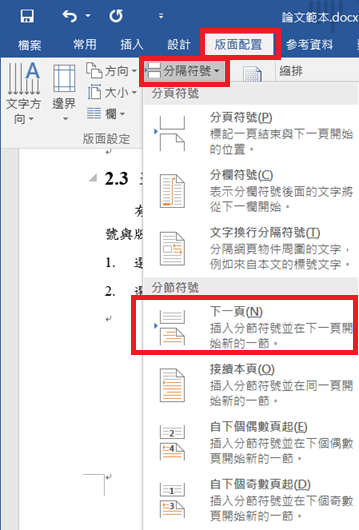 論文範本.docx
檔案 常用 插入 設計 版面配置 參考資料
文字方向 邊界 方向 大小 欄 分隔符號 縮排
版面設定
分頁符號
分頁符號(P)
標記一頁結束與下一頁開始
的位置。
分欄符號(C)
表示分欄符號後面的文字將
從下一欄開始。
文字換行分隔符號(T)
分隔網頁物件周圍的文字，
例如來自本文的標號文字。
分節符號
下一頁(N)
插入分節符號並在下一頁開
始新的一節。
接續本頁(O)
插入分節符號並在同一頁開
始新的一節。
自下個偶數頁起(E)
插入分節符號並在下個偶數
頁開始新的一節。
自下個奇數頁起(D)
插入分節符號並在下個奇數
頁開始新的一節。
2.3
有
號與版
1. 選
2. 選